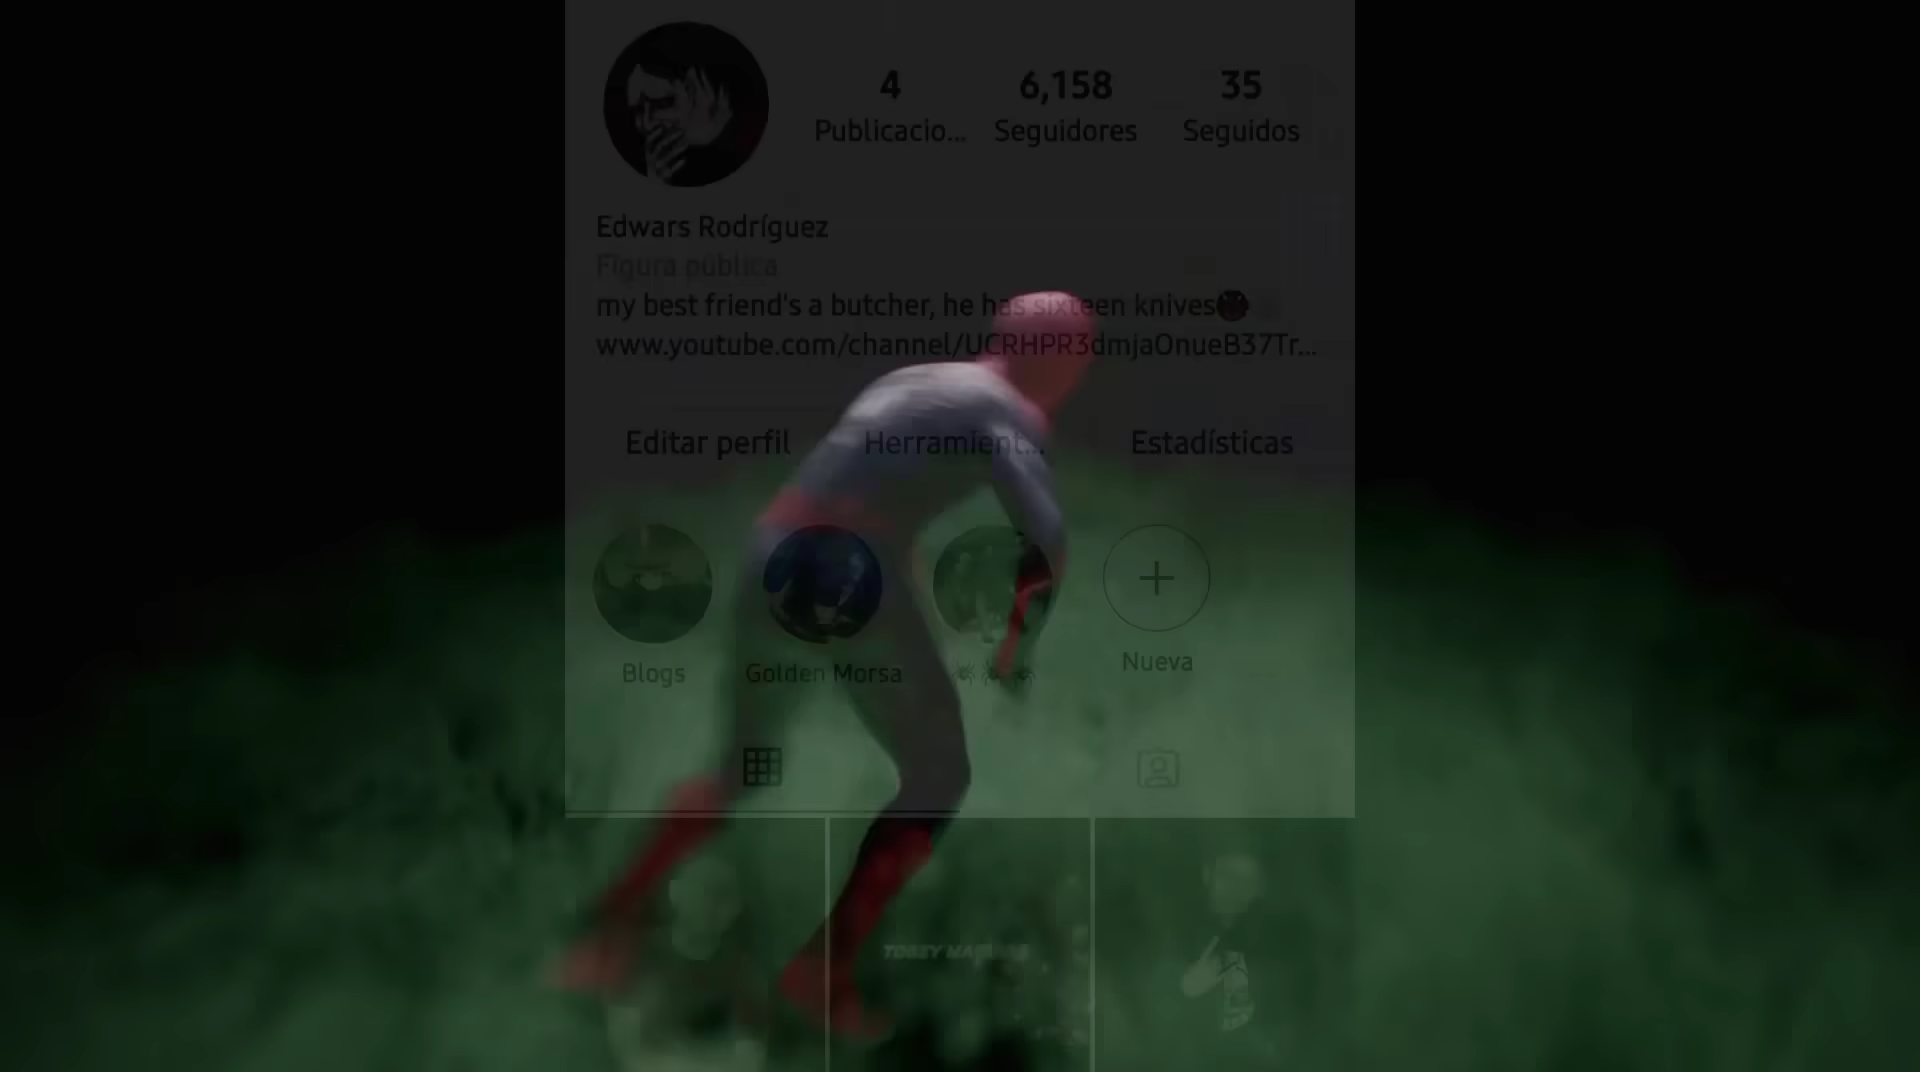 4 6,158 35
Publicacio... Seguidores Seguidos
Edwars Rodríguez
Figura pública
my best friend's a butcher, he has sixteen knives
www.youtube.com/channel/UCRHPR3dmjaOnueB37Tr...
Editar perfil Herramient... Estadísticas
Blogs Golden Morsa Nueva
TOBEY